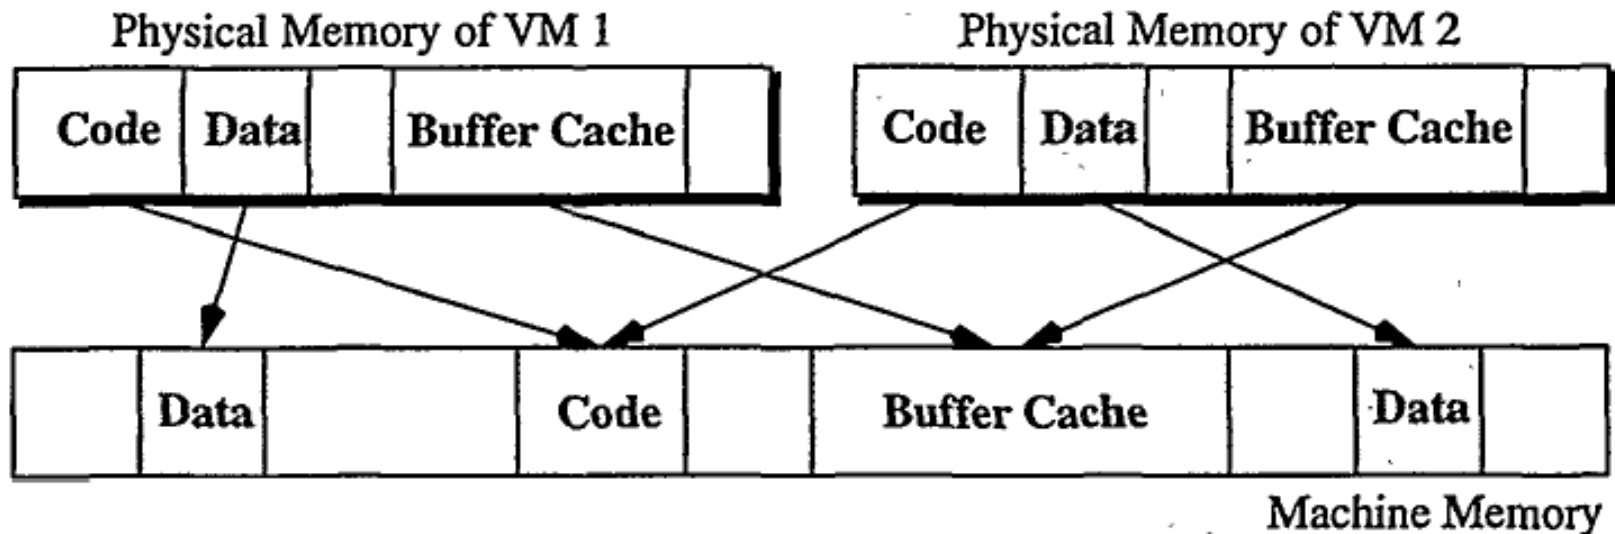 Physical Memory of VM 1 Physical Memory of VM 2
Code Data Buffer Cache Code Data Buffer Cache
Data Code Buffer Cache Data
Machine Memory